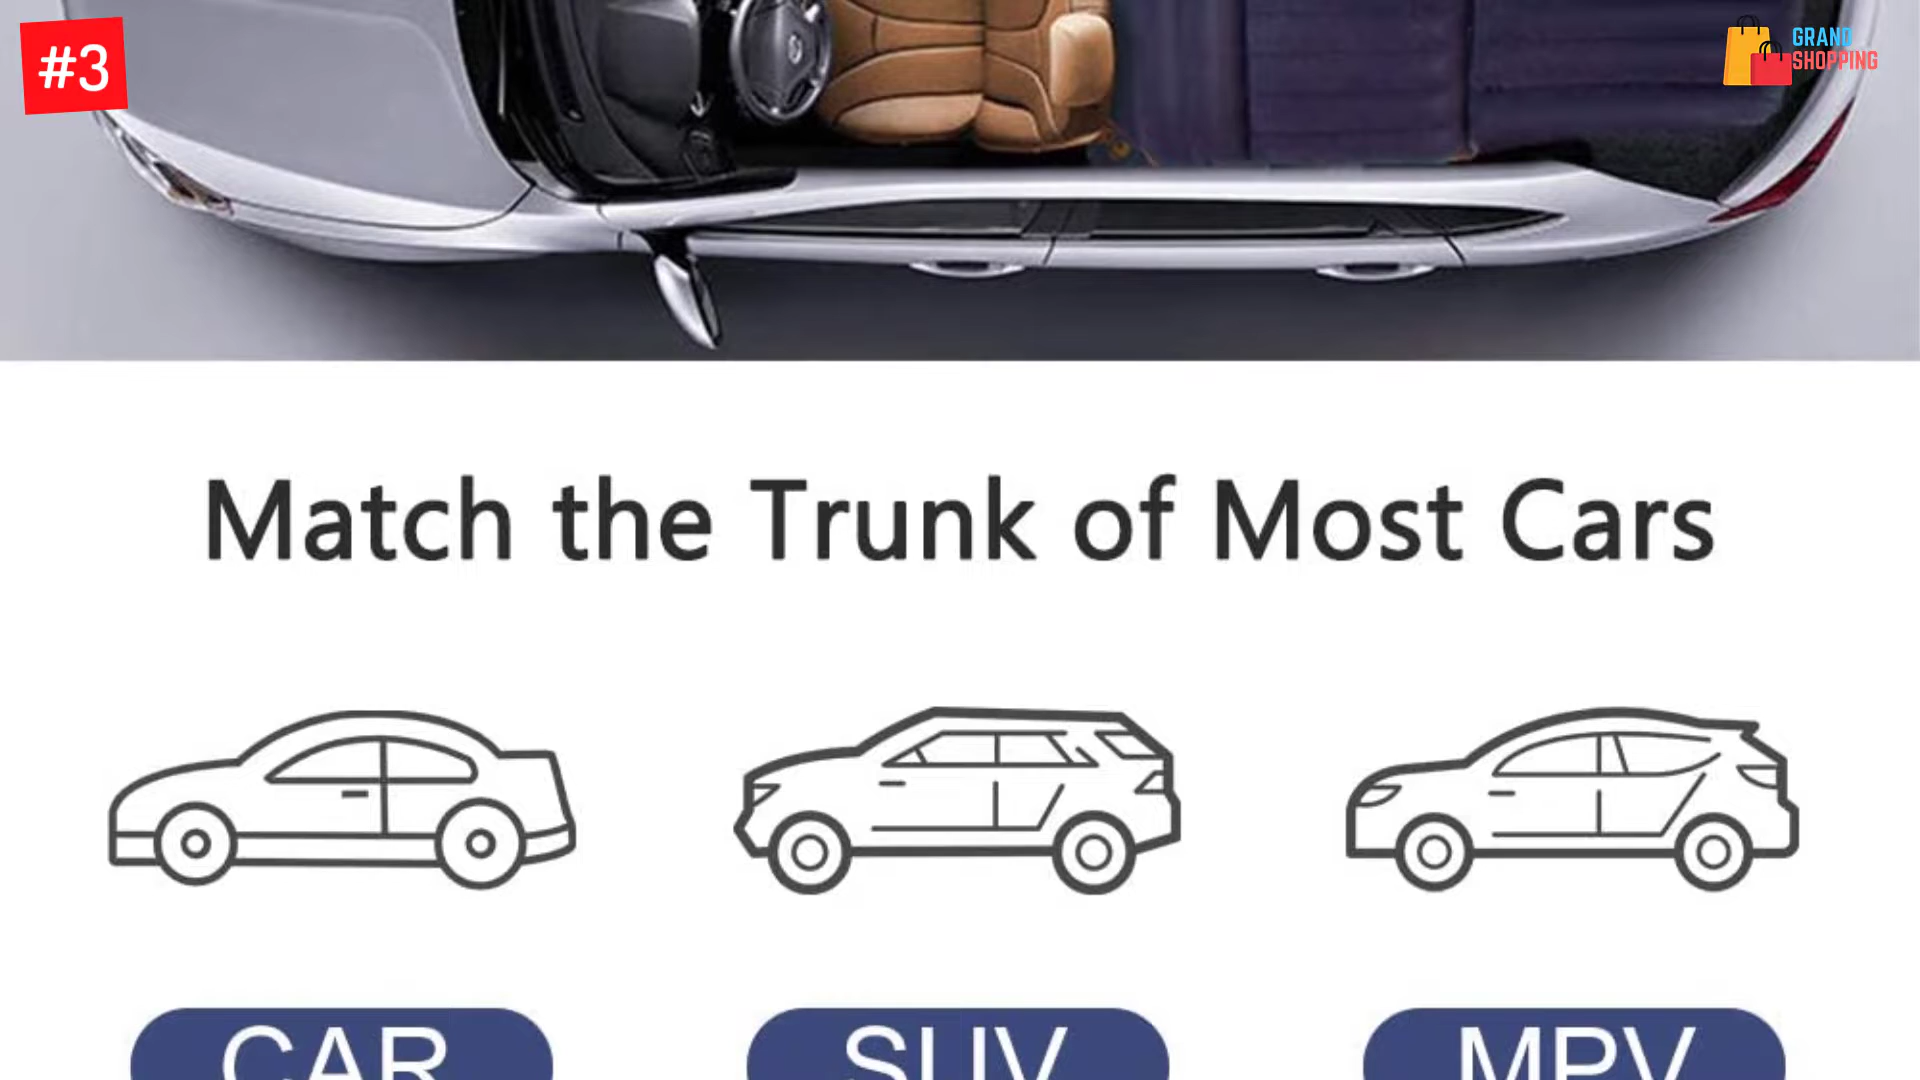 #3
GRAND
SHOPPING
Match the Trunk of Most Cars
CAR
SUV
MPV